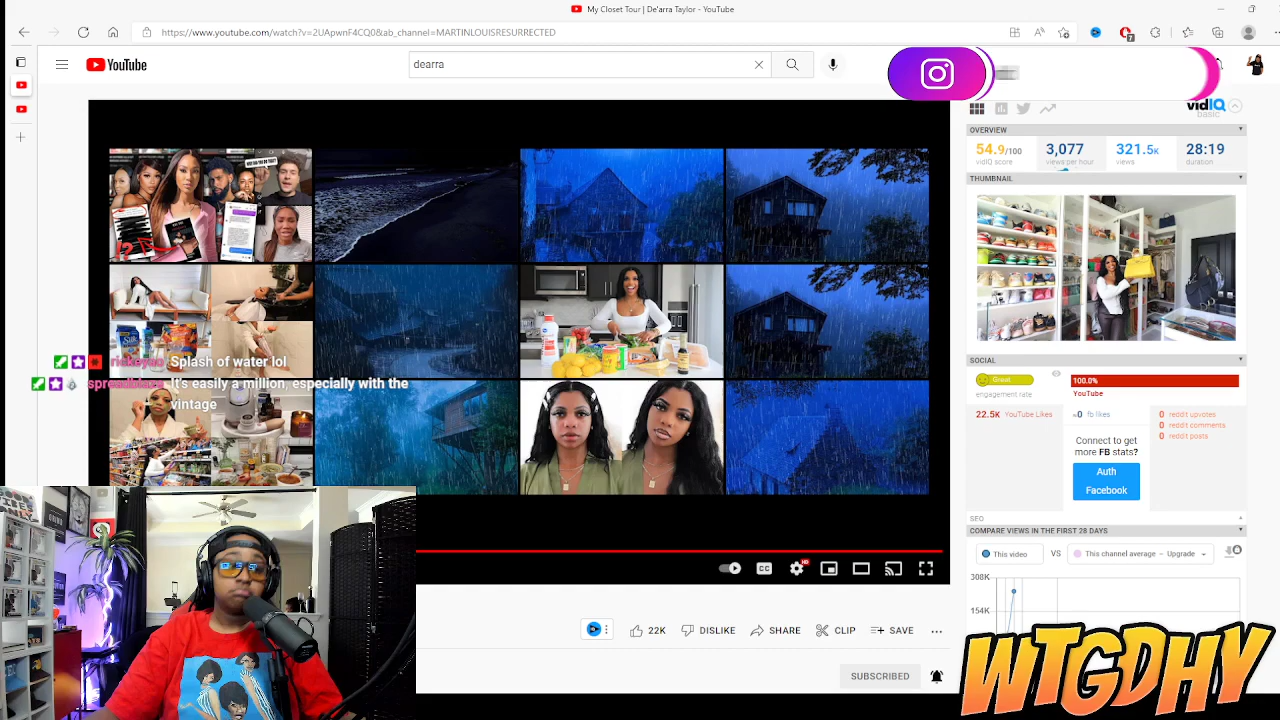 My Closet Tour | De'arra Taylor - YouTube
https://www.youtube.com/watch?v=2UApwnF4CQ0&ab_channel=MARTINLOUISRESURRECTED
YouTube
dearra
vidIQ
basic
OVERVIEW
54.9/100
vidIQ score
3,077
views per hour
321.5K
views
28:19
duration
THUMBNAIL
Splash of water lol
It's easily a million, especially with the
vintage
SOCIAL
Great
engagement rate
100.0%
YouTube
22.5K YouTube Likes
≈0 fb likes
Connect to get
more FB stats?
Auth
Facebook
0 reddit upvotes
0 reddit comments
0 reddit posts
SEO
COMPARE VIEWS IN THE FIRST 28 DAYS
This video
VS
This channel average – Upgrade
308K
154K
CC
22K
DISLIKE
SHARE
CLIP
SAVE
SUBSCRIBED
WTGDHY